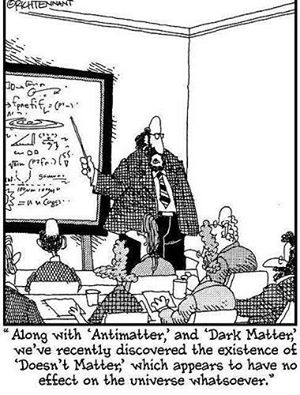 ©RICHTENNANT
"Along with 'Antimatter,' and 'Dark Matter,'
we've recently discovered the existence of
'Doesn't Matter,' which appears to have no
effect on the universe whatsoever."